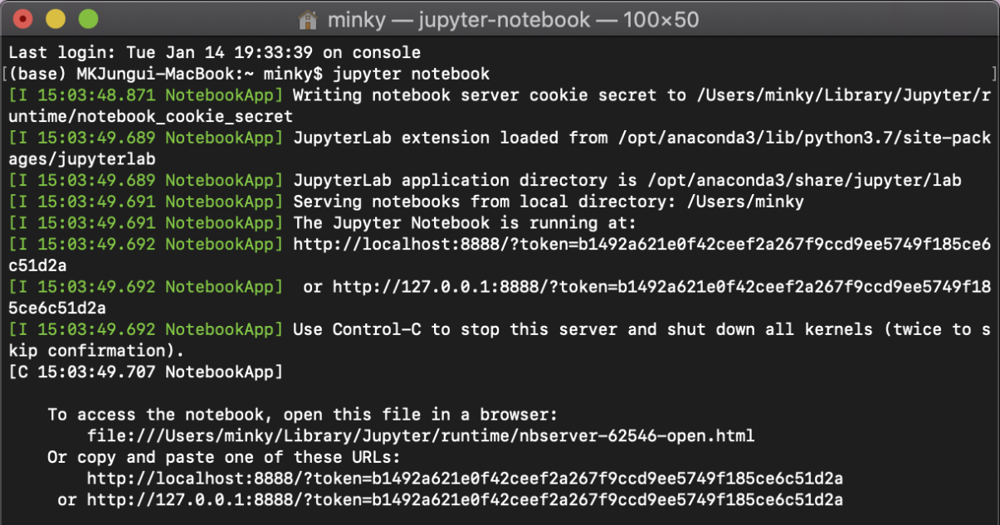 minky — jupyter-notebook — 100×50
Last login: Tue Jan 14 19:33:39 on console
[(base) MKJungui-MacBook:~ minky$ jupyter notebook ]
[I 15:03:48.871 NotebookApp] Writing notebook server cookie secret to /Users/minky/Library/Jupyter/r
untime/notebook_cookie_secret
[I 15:03:49.689 NotebookApp] JupyterLab extension loaded from /opt/anaconda3/lib/python3.7/site-pack
ages/jupyterlab
[I 15:03:49.689 NotebookApp] JupyterLab application directory is /opt/anaconda3/share/jupyter/lab
[I 15:03:49.691 NotebookApp] Serving notebooks from local directory: /Users/minky
[I 15:03:49.691 NotebookApp] The Jupyter Notebook is running at:
[I 15:03:49.692 NotebookApp] http://localhost:8888/?token=b1492a621e0f42ceef2a267f9ccd9ee5749f185ce6
c51d2a
[I 15:03:49.692 NotebookApp]  or http://127.0.0.1:8888/?token=b1492a621e0f42ceef2a267f9ccd9ee5749f18
5ce6c51d2a
[I 15:03:49.692 NotebookApp] Use Control-C to stop this server and shut down all kernels (twice to s
kip confirmation).
[C 15:03:49.707 NotebookApp]
    To access the notebook, open this file in a browser:
        file:///Users/minky/Library/Jupyter/runtime/nbserver-62546-open.html
    Or copy and paste one of these URLs:
        http://localhost:8888/?token=b1492a621e0f42ceef2a267f9ccd9ee5749f185ce6c51d2a
     or http://127.0.0.1:8888/?token=b1492a621e0f42ceef2a267f9ccd9ee5749f185ce6c51d2a